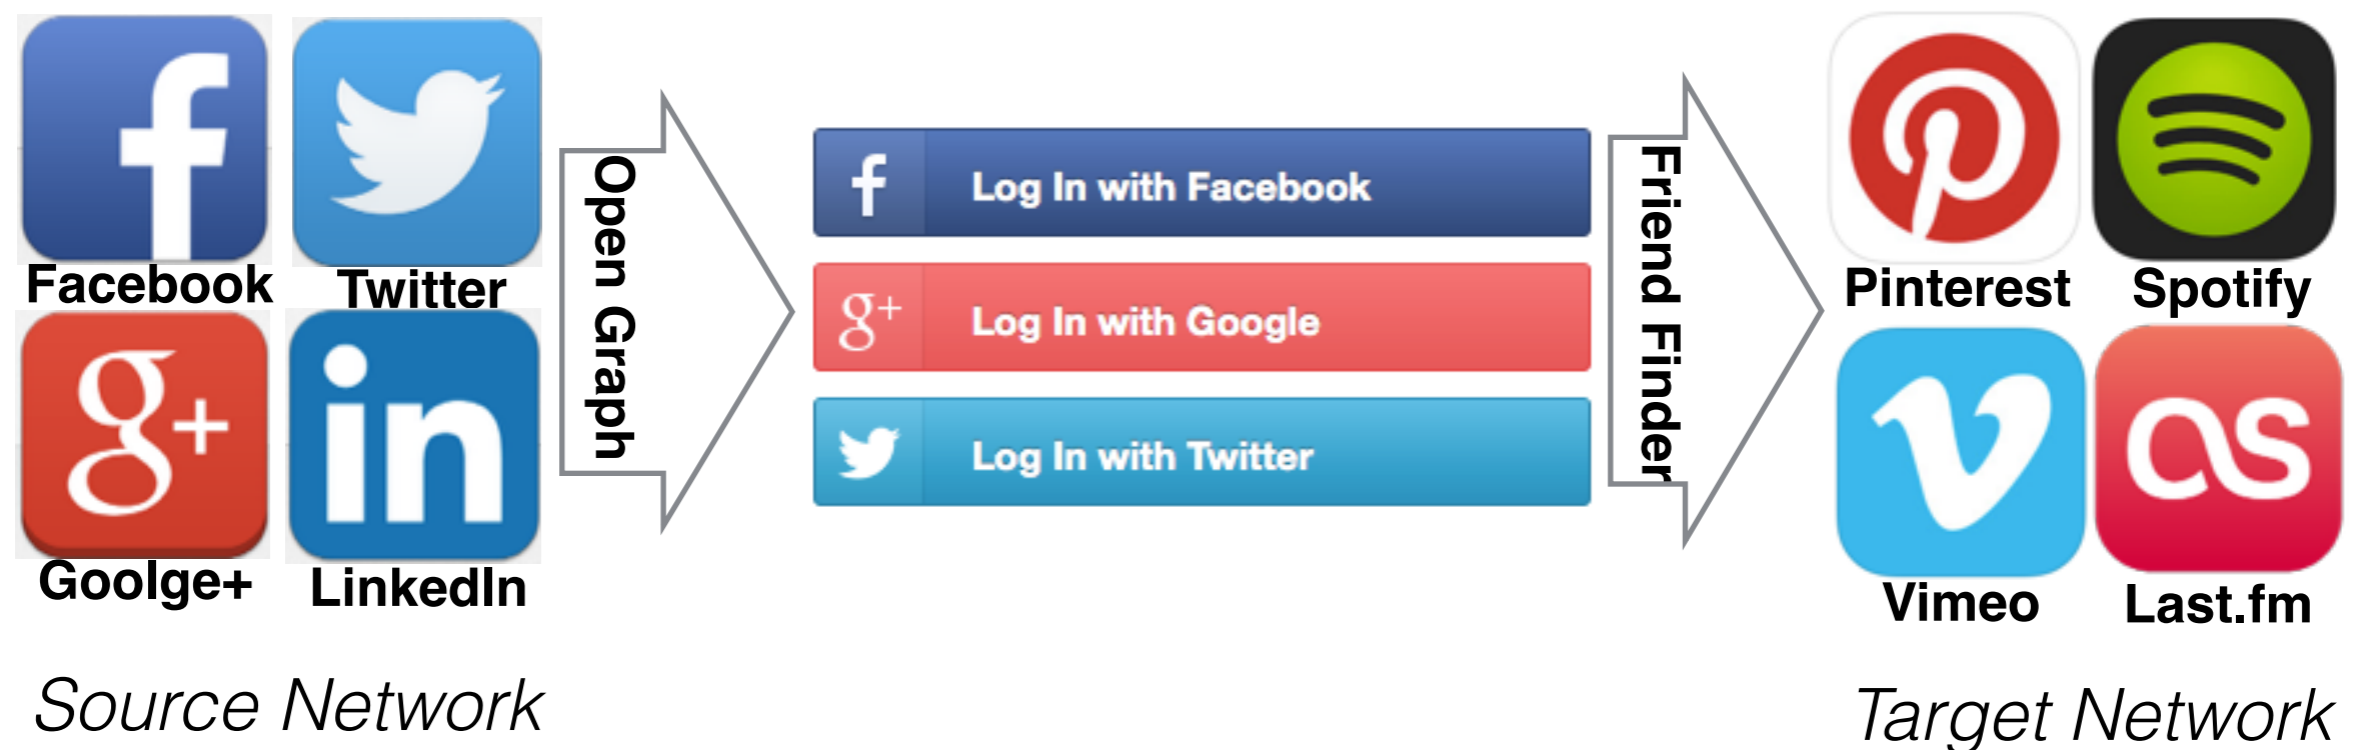 Facebook
Twitter
Goolge+
LinkedIn
Source Network
Open Graph
Log In with Facebook
g+ Log In with Google
Log In with Twitter
Friend Finder
Pinterest
Spotify
Vimeo
Last.fm
Target Network